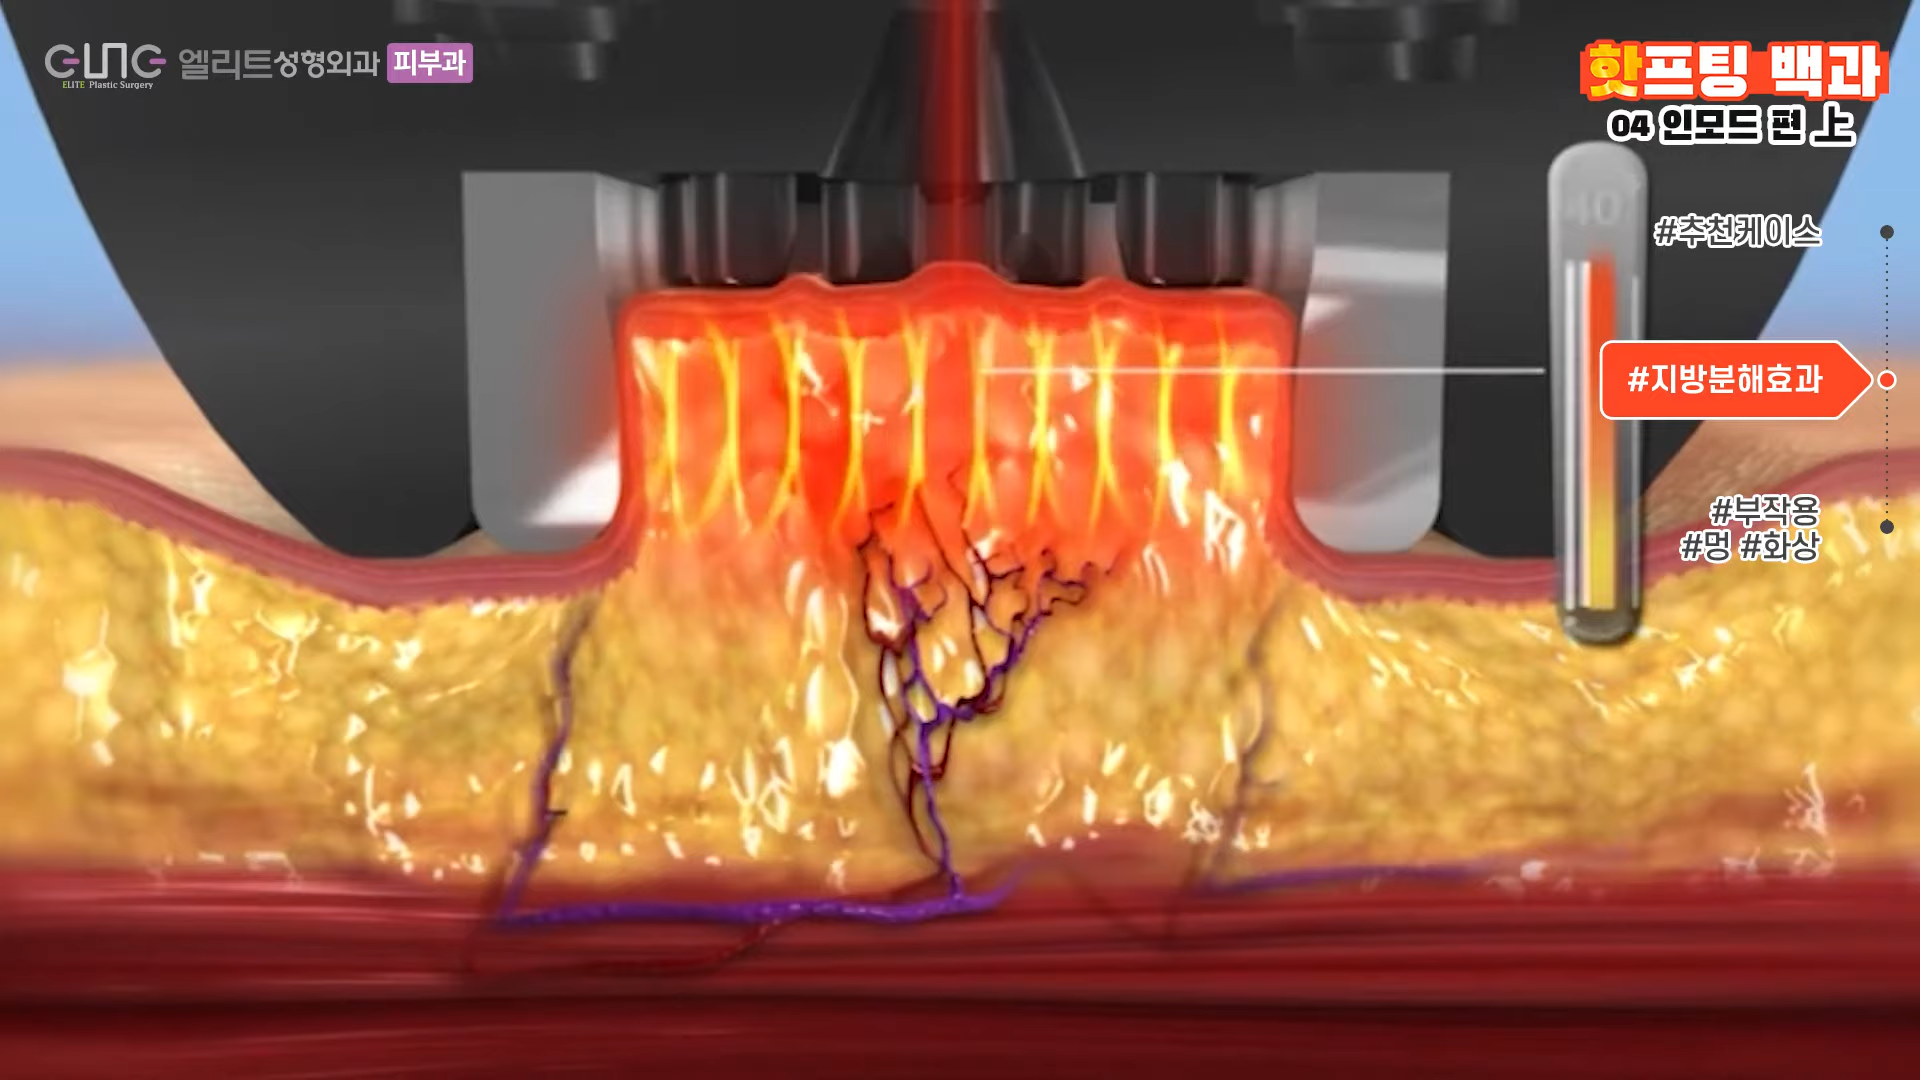 엘리트성형외과 피부과
ELITE Plastic Surgery
핫프팅 백과
04 인모드 편 上
40
#추천케이스
#지방분해효과
#부작용
#멍 #화상